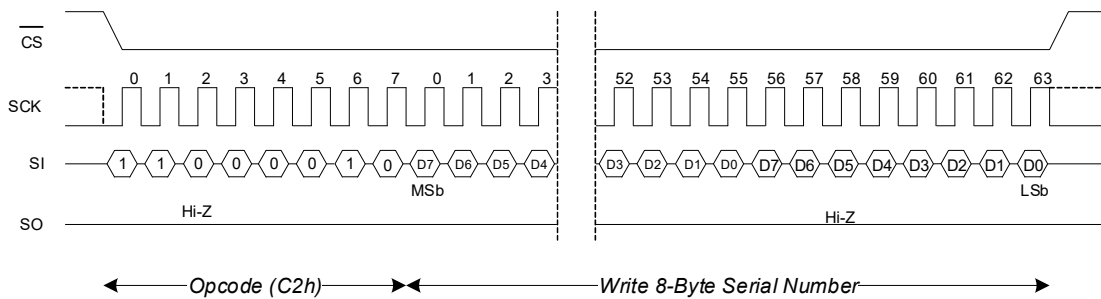 CS
0 1 2 3 4 5 6 7 0 1 2 3 52 53 54 55 56 57 58 59 60 61 62 63
SCK
SI 1 1 0 0 0 0 1 0 D7 D6 D5 D4 D3 D2 D1 D0 D7 D6 D5 D4 D3 D2 D1 D0
MSb LSb
Hi-Z Hi-Z
SO
Opcode (C2h) Write 8-Byte Serial Number